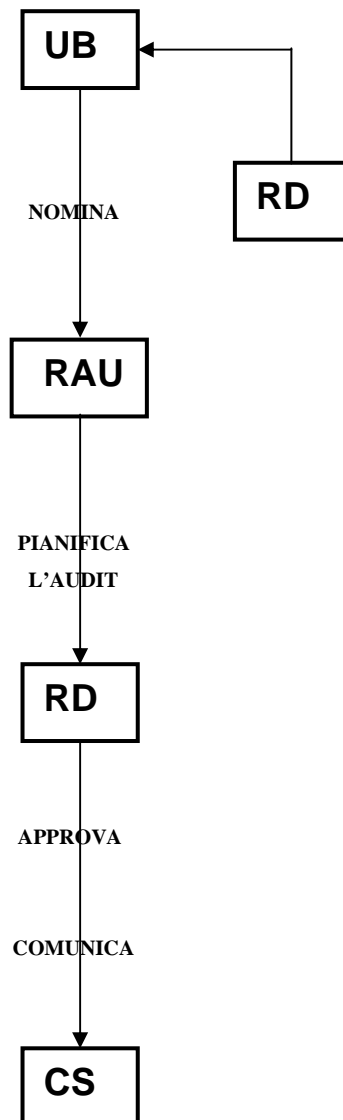 UB
RD
NOMINA
RAU
PIANIFICA
L’AUDIT
RD
APPROVA
COMUNICA
CS